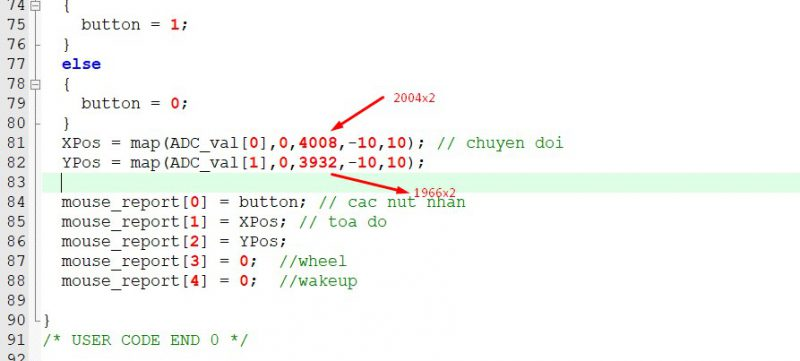 74 {
75 button = 1;
76 }
77 else
78 {
79 button = 0;
2004x2
80 }
81 XPos = map(ADC_val[0],0,4008,-10,10); // chuyen doi
82 YPos = map(ADC_val[1],0,3932,-10,10);
83
1966x2
84 mouse_report[0] = button; // cac nut nhan
85 mouse_report[1] = XPos; // toa do
86 mouse_report[2] = YPos;
87 mouse_report[3] = 0; //wheel
88 mouse_report[4] = 0; //wakeup
89
90 }
91 /* USER CODE END 0 */
92